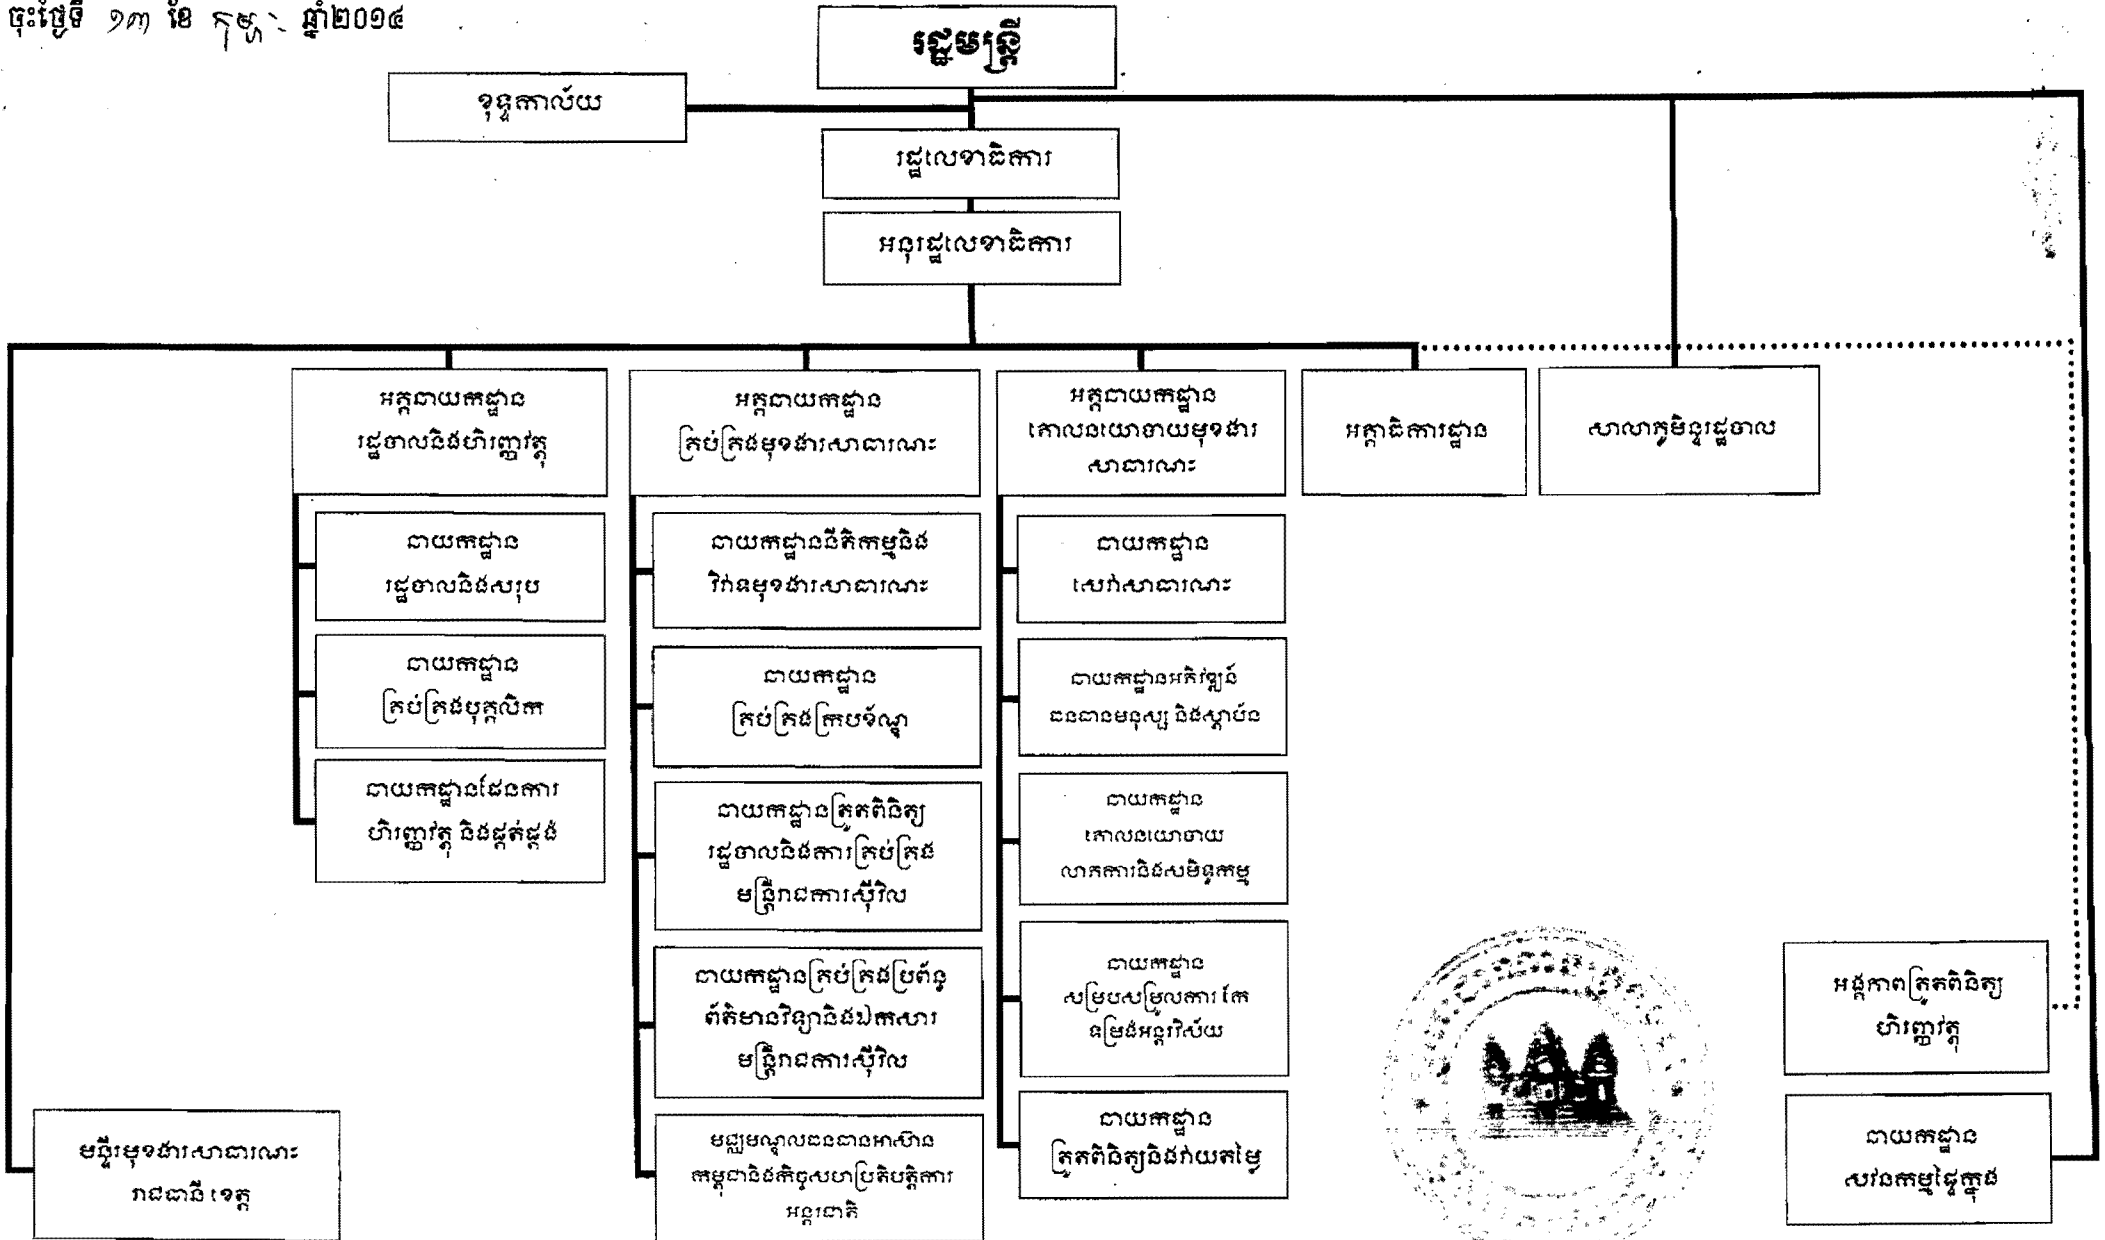 ចុះថ្ងៃទី ១៣ ខែ កុម្ភៈ ឆ្នាំ២០១៤
រដ្ឋមន្ត្រី
ខុទ្ទកាល័យ
រដ្ឋលេខាធិការ
អនុរដ្ឋលេខាធិការ
អគ្គនាយកដ្ឋាន
រដ្ឋបាលនិងហិរញ្ញវត្ថុ
អគ្គនាយកដ្ឋាន
គ្រប់គ្រងមុខងារសាធារណៈ
អគ្គនាយកដ្ឋាន
គោលនយោបាយមុខងារ
សាធារណៈ
អគ្គាធិការដ្ឋាន
សាលាភូមិន្ទរដ្ឋបាល
នាយកដ្ឋាន
រដ្ឋបាលនិងសរុប
នាយកដ្ឋាន
គ្រប់គ្រងបុគ្គលិក
នាយកដ្ឋានផែនការ
ហិរញ្ញវត្ថុ និងផ្គត់ផ្គង់
នាយកដ្ឋាននីតិកម្មនិង
វិវាទមុខងារសាធារណៈ
នាយកដ្ឋាន
គ្រប់គ្រងក្របខ័ណ្ឌ
នាយកដ្ឋានត្រួតពិនិត្យ
រដ្ឋបាលនិងការគ្រប់គ្រង
មន្ត្រីរាជការស៊ីវិល
នាយកដ្ឋានគ្រប់គ្រងប្រព័ន្ធ
ព័ត៌មានវិទ្យានិងឯកសារ
មន្ត្រីរាជការស៊ីវិល
មជ្ឈមណ្ឌលធនធានអាស៊ាន
កម្ពុជានិងកិច្ចសហប្រតិបត្តិការ
អន្តរជាតិ
នាយកដ្ឋាន
សេវាសាធារណៈ
នាយកដ្ឋានអភិវឌ្ឍន៍
ធនធានមនុស្ស និងស្ថាប័ន
នាយកដ្ឋាន
គោលនយោបាយ
លាភការនិងសមិទ្ធកម្ម
នាយកដ្ឋាន
សម្របសម្រួលការ កែ
ទម្រង់អន្តរវិស័យ
នាយកដ្ឋាន
ត្រួតពិនិត្យនិងវាយតម្លៃ
អង្គភាពត្រួតពិនិត្យ
ហិរញ្ញវត្ថុ
នាយកដ្ឋាន
សវនកម្មផ្ទៃក្នុង
មន្ទីរមុខងារសាធារណៈ
រាជធានី ខេត្ត